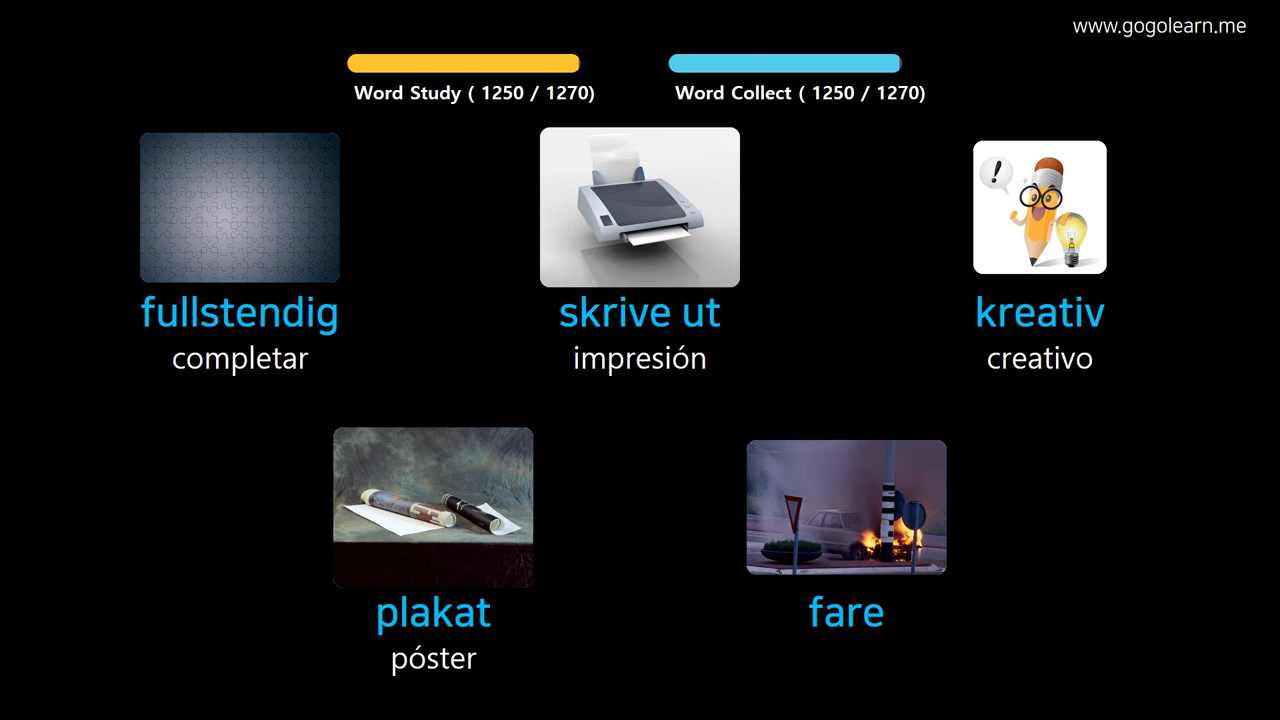 www.gogolearn.me
Word Study ( 1250 / 1270)
Word Collect ( 1250 / 1270)
fullstendig
completar
skrive ut
impresión
kreativ
creativo
plakat
póster
fare